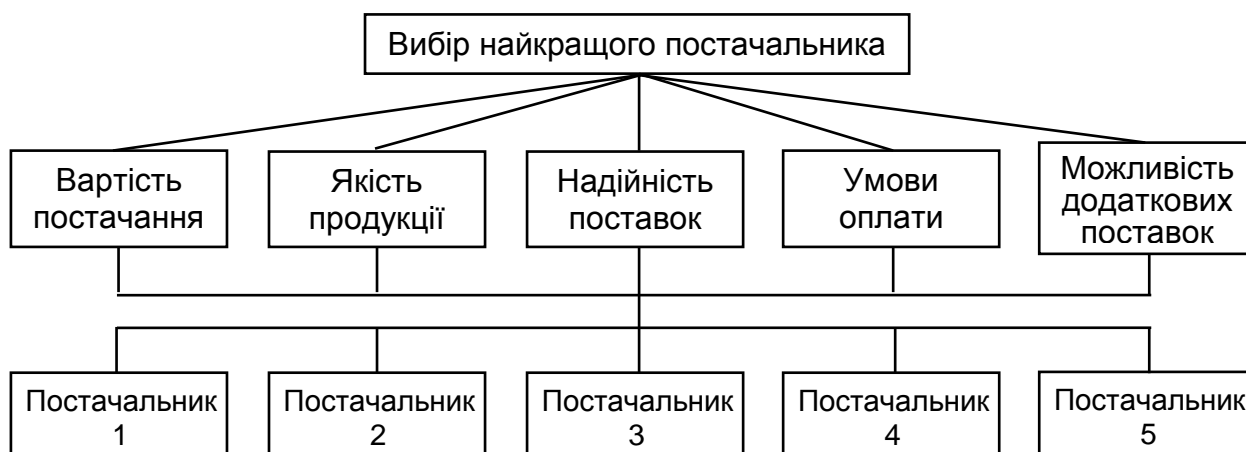 Вибір найкращого постачальника
Вартість
постачання
Якість
продукції
Надійність
поставок
Умови
оплати
Можливість
додаткових
поставок
Постачальник
1
Постачальник
2
Постачальник
3
Постачальник
4
Постачальник
5